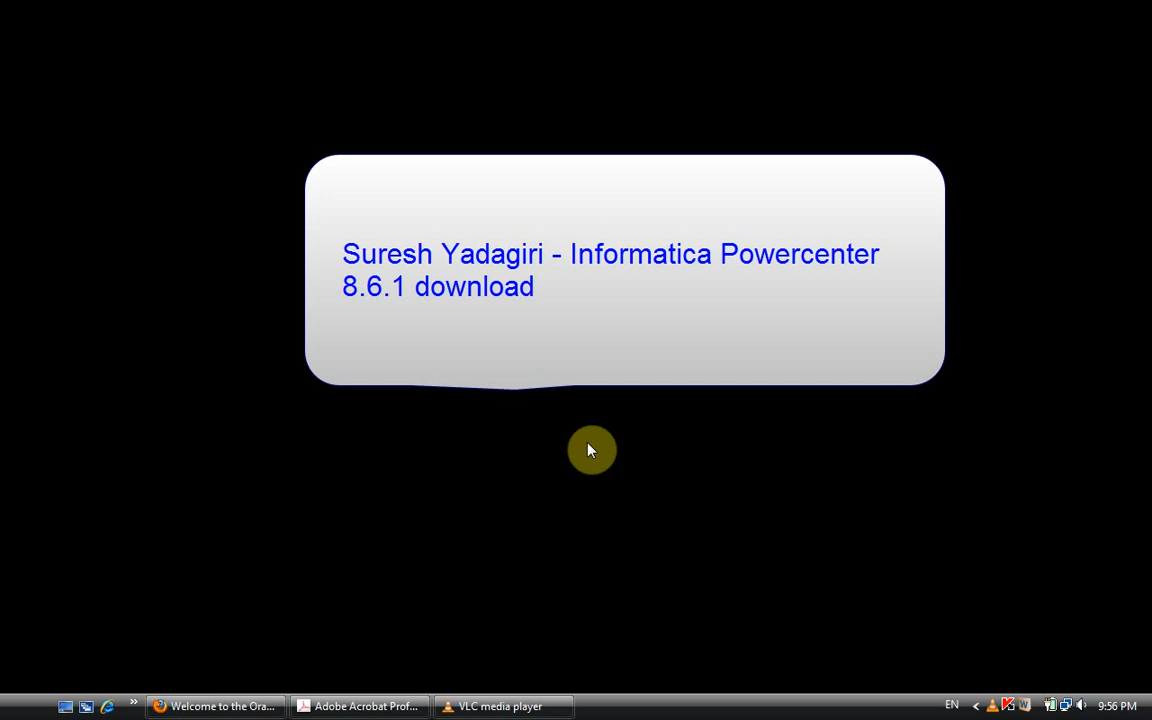 Suresh Yadagiri - Informatica Powercenter
8.6.1 download
Welcome to the Ora...
Adobe Acrobat Prof...
VLC media player
EN
9:56 PM